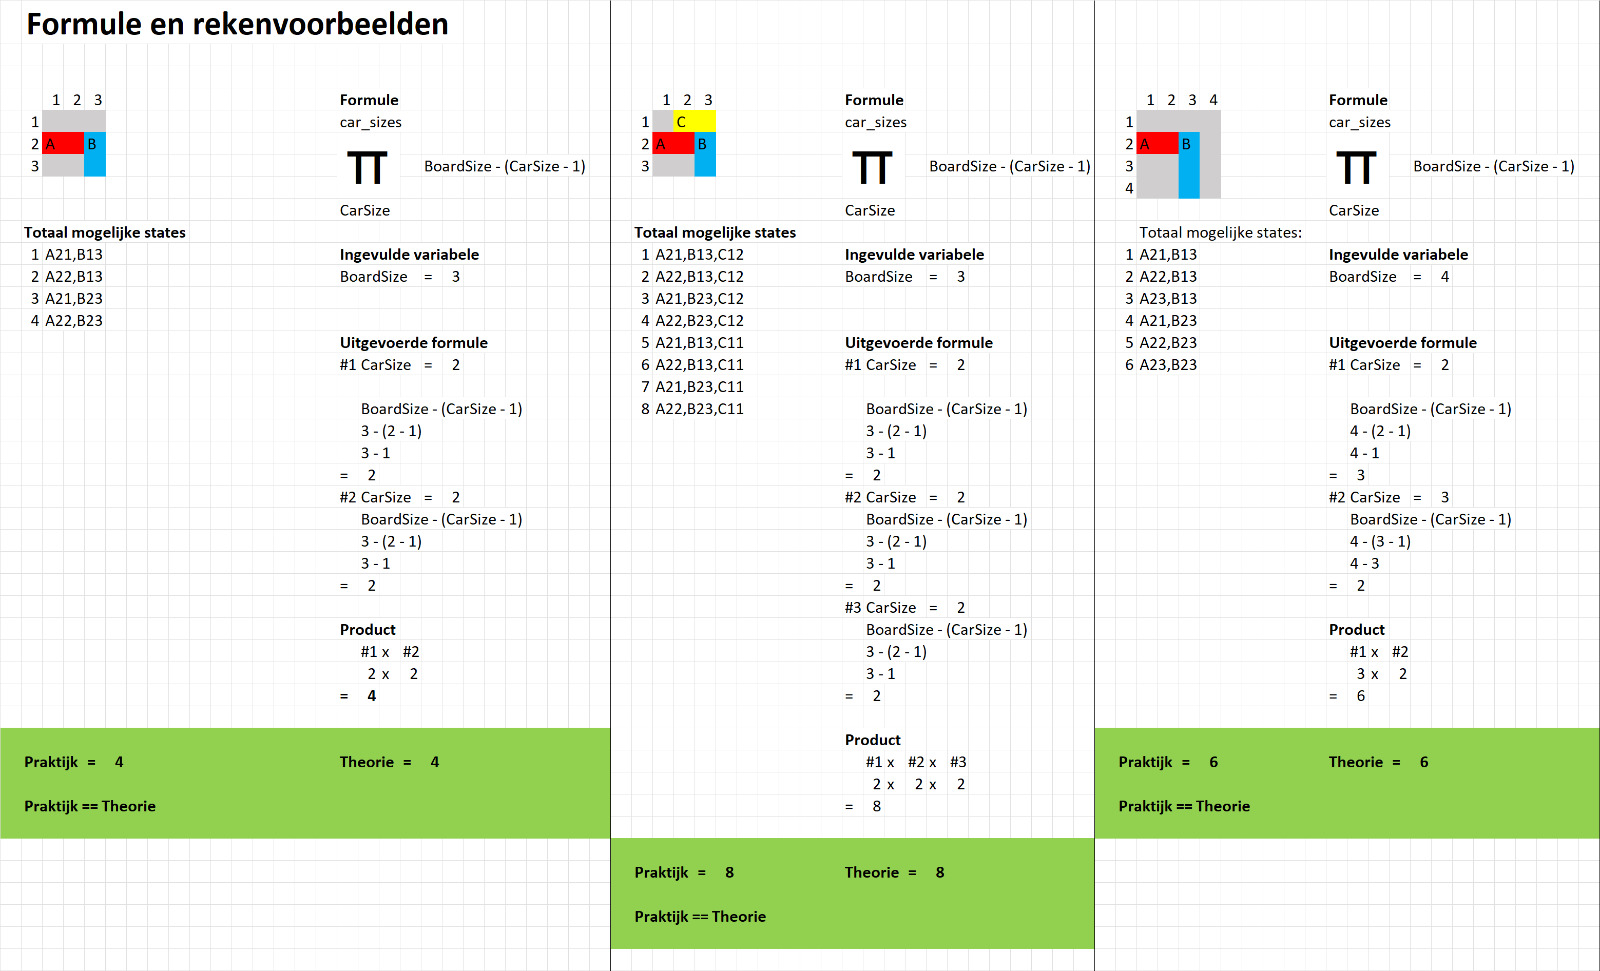 Formule en rekenvoorbeelden
1 2 3
1
2 A B
3
Formule
car_sizes
∏ BoardSize - (CarSize - 1)
CarSize
Totaal mogelijke states
1 A21,B13
2 A22,B13
3 A21,B23
4 A22,B23
Ingevulde variabele
BoardSize = 3
Uitgevoerde formule
#1 CarSize = 2
BoardSize - (CarSize - 1)
3 - (2 - 1)
3 - 1
= 2
#2 CarSize = 2
BoardSize - (CarSize - 1)
3 - (2 - 1)
3 - 1
= 2
Product
#1 x #2
2 x 2
= 4
Praktijk = 4 Theorie = 4
Praktijk == Theorie
1 2 3
1 C
2 A B
3
Formule
car_sizes
∏ BoardSize - (CarSize - 1)
CarSize
Totaal mogelijke states
1 A21,B13,C12
2 A22,B13,C12
3 A21,B23,C12
4 A22,B23,C12
5 A21,B13,C11
6 A22,B13,C11
7 A21,B23,C11
8 A22,B23,C11
Ingevulde variabele
BoardSize = 3
Uitgevoerde formule
#1 CarSize = 2
BoardSize - (CarSize - 1)
3 - (2 - 1)
3 - 1
= 2
#2 CarSize = 2
BoardSize - (CarSize - 1)
3 - (2 - 1)
3 - 1
= 2
#3 CarSize = 2
BoardSize - (CarSize - 1)
3 - (2 - 1)
3 - 1
= 2
Product
#1 x #2 x #3
2 x 2 x 2
= 8
Praktijk = 8 Theorie = 8
Praktijk == Theorie
1 2 3 4
1
2 A B
3
4
Formule
car_sizes
∏ BoardSize - (CarSize - 1)
CarSize
Totaal mogelijke states:
1 A21,B13
2 A22,B13
3 A23,B13
4 A21,B23
5 A22,B23
6 A23,B23
Ingevulde variabele
BoardSize = 4
Uitgevoerde formule
#1 CarSize = 2
BoardSize - (CarSize - 1)
4 - (2 - 1)
4 - 1
= 3
#2 CarSize = 3
BoardSize - (CarSize - 1)
4 - (3 - 1)
4 - 3
= 2
Product
#1 x #2
3 x 2
= 6
Praktijk = 6 Theorie = 6
Praktijk == Theorie